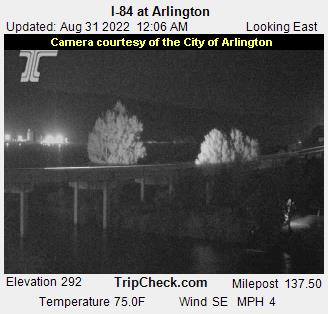 I-84 at Arlington
Updated: Aug 31 2022 12:06 AM Looking East
Camera courtesy of the City of Arlington
Elevation 292 TripCheck.com Milepost 137.50
Temperature 75.0F Wind SE MPH 4